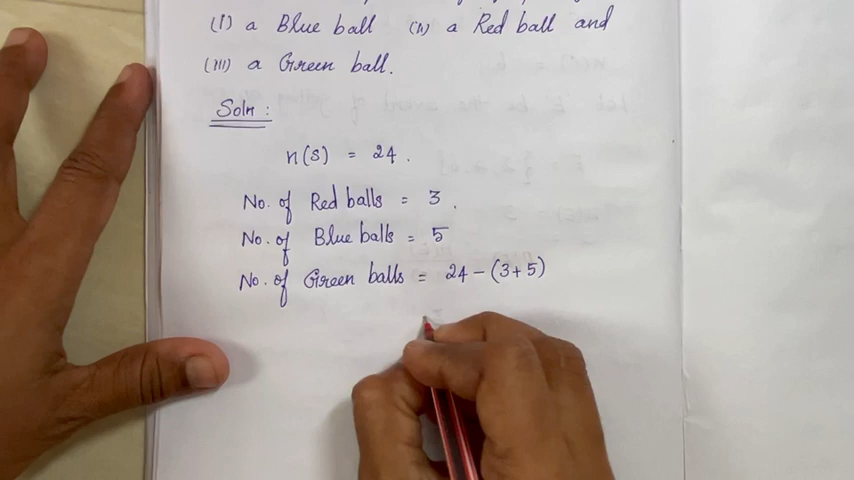 (i) a Blue ball (ii) a Red ball and
(iii) a Green ball.
Soln :
n(s) = 24.
No. of Red balls = 3.
No. of Blue balls = 5
No. of Green balls = 24 - (3+5)